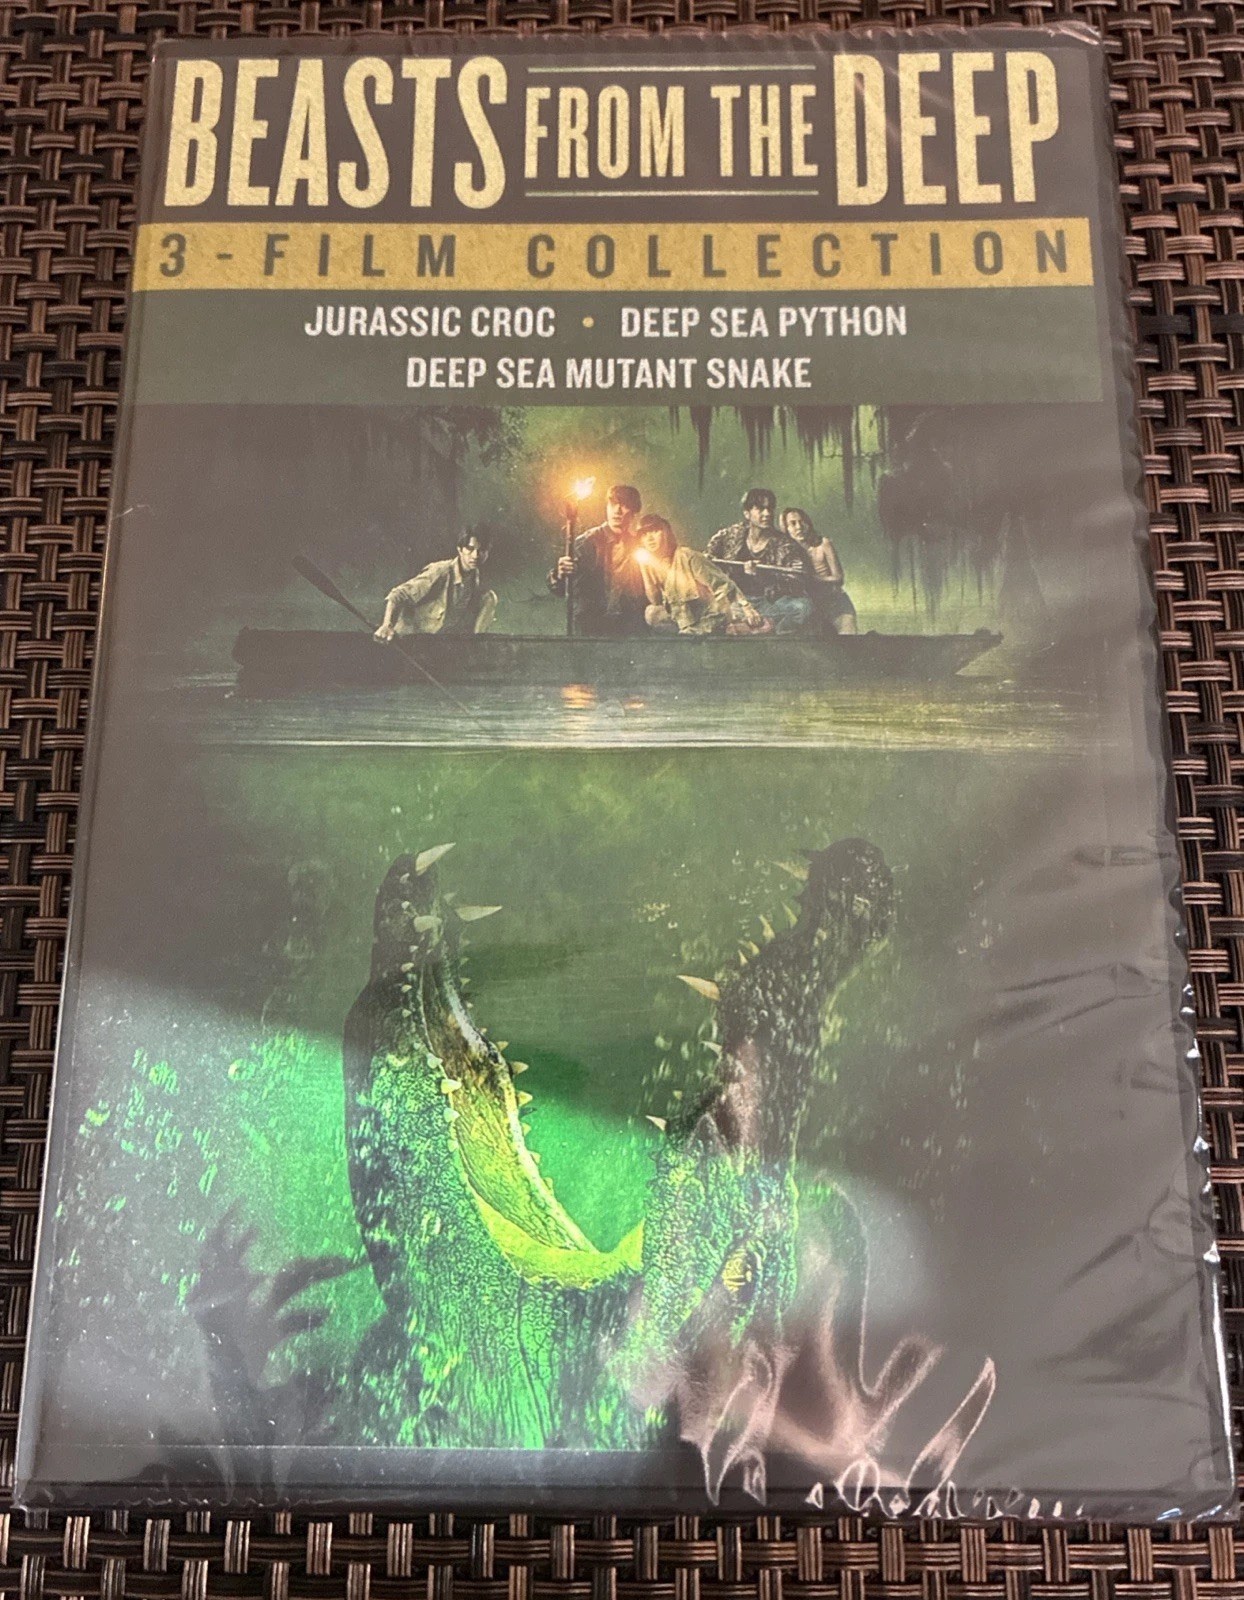 BEASTS FROM THE DEEP
3-FILM COLLECTION
JURASSIC CROC • DEEP SEA PYTHON
DEEP SEA MUTANT SNAKE